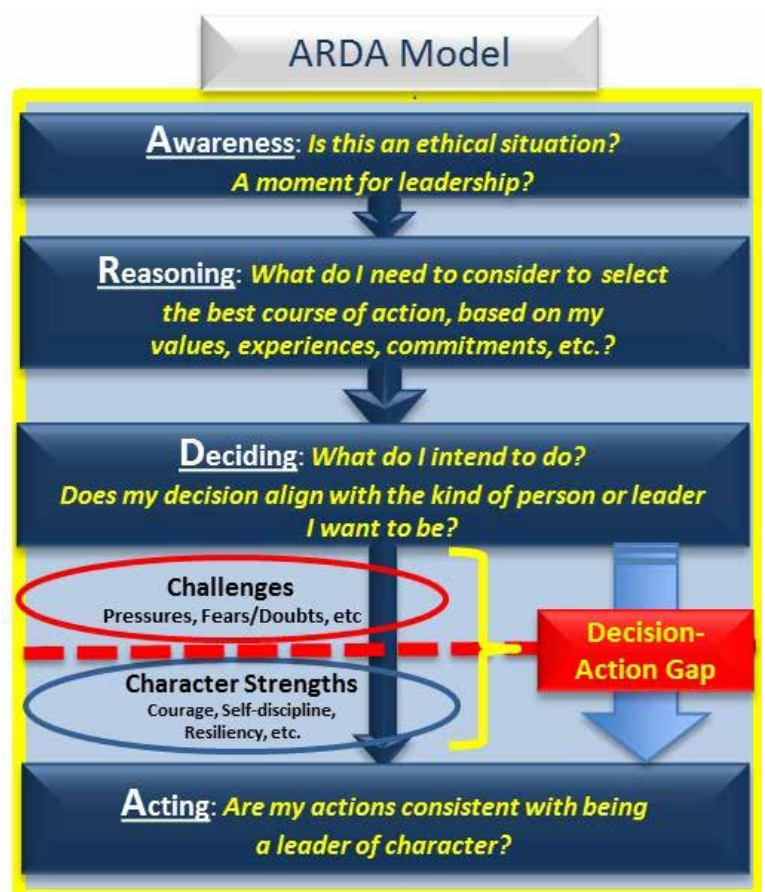 ARDA Model
Awareness: Is this an ethical situation?
A moment for leadership?
Reasoning: What do I need to consider to select
the best course of action, based on my
values, experiences, commitments, etc.?
Deciding: What do I intend to do?
Does my decision align with the kind of person or leader
I want to be?
Challenges
Pressures, Fears/Doubts, etc
Decision-
Action Gap
Character Strengths
Courage, Self-discipline,
Resiliency, etc.
Acting: Are my actions consistent with being
a leader of character?